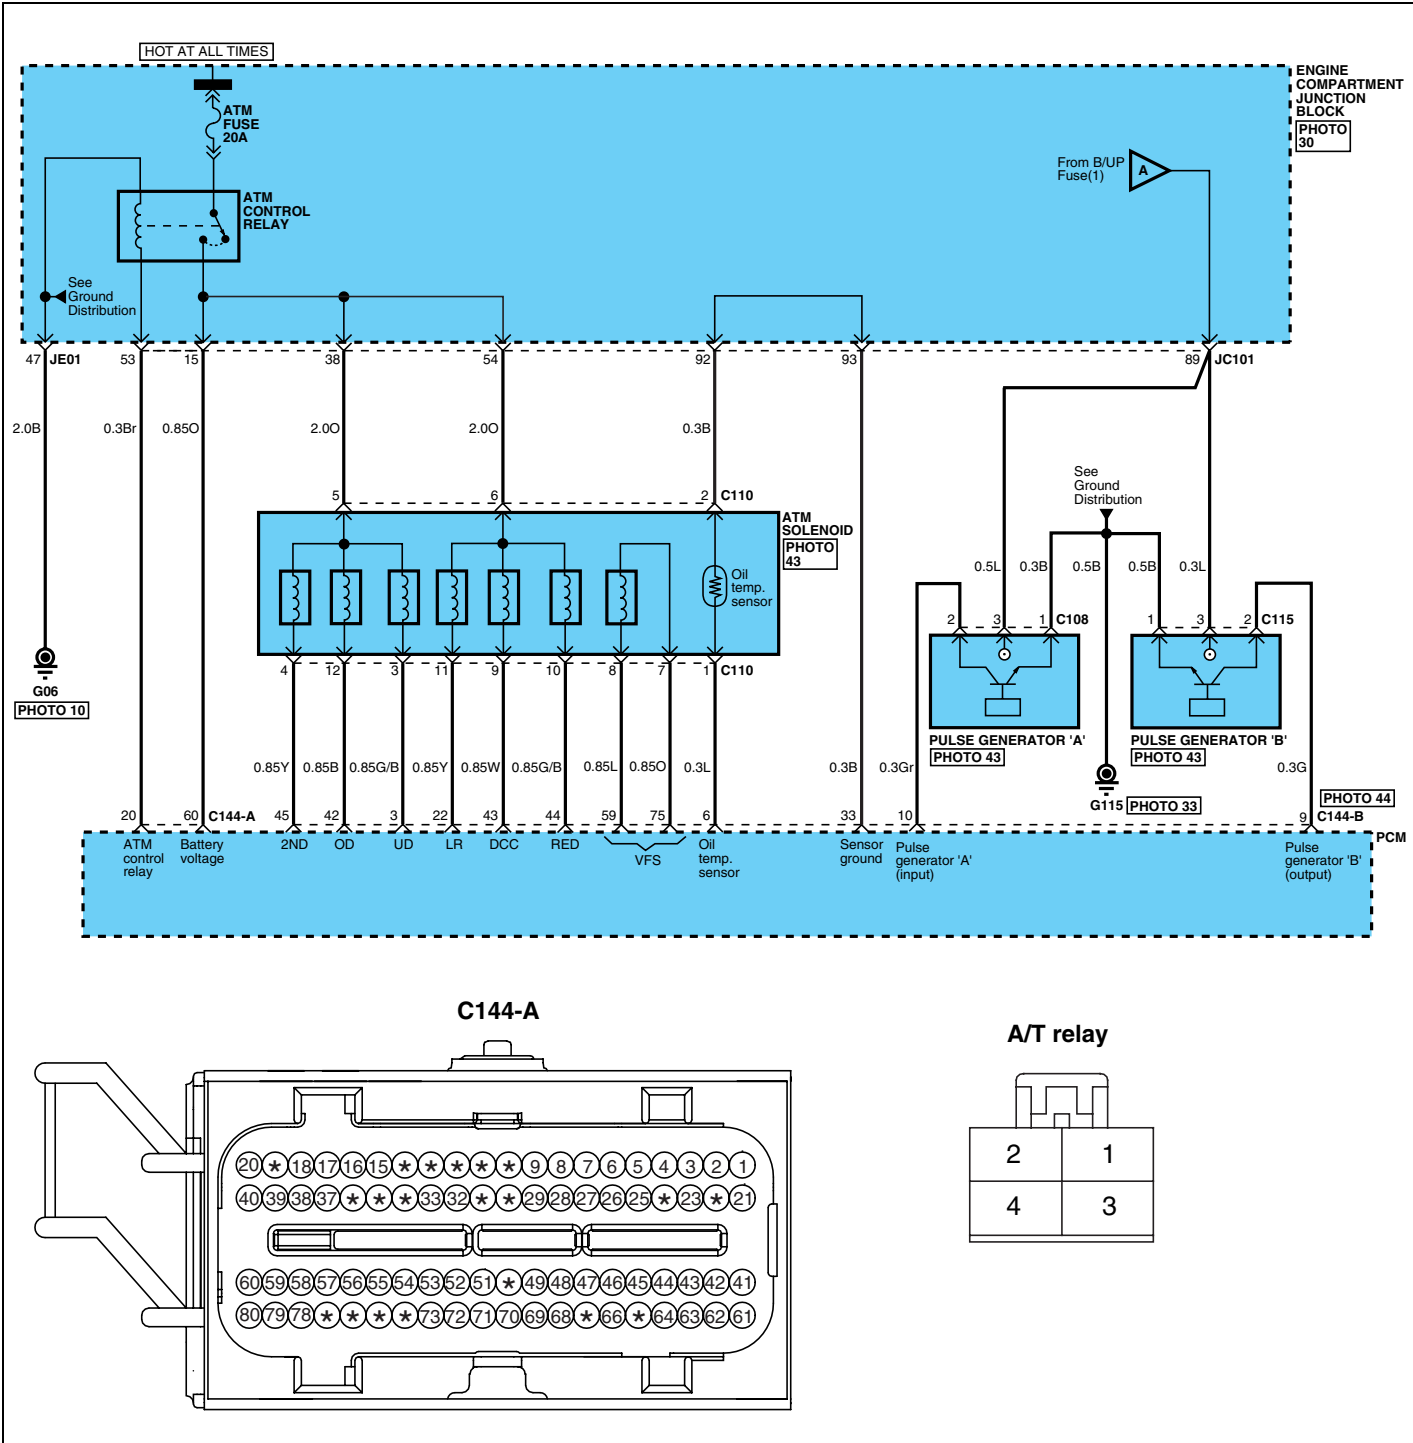 HOT AT ALL TIMES
ENGINE
COMPARTMENT
JUNCTION
BLOCK
PHOTO
30
ATM
FUSE
20A
From B/UP
Fuse(1)
A
ATM
CONTROL
RELAY
See
Ground
Distribution
47 JE01 53 15 38 54 92 93 89 JC101
2.0B 0.3Br 0.85O 2.0O 2.0O 0.3B
See
Ground
Distribution
5 6 2 C110
ATM
SOLENOID
PHOTO
43
Oil
temp.
sensor
0.5L 0.3B 0.5B 0.5B 0.3L
2 3 1 C108 1 3 2 C115
4 12 3 11 9 10 8 7 1 C110
G06
PHOTO 10
PULSE GENERATOR 'A'
PHOTO 43
PULSE GENERATOR 'B'
PHOTO 43
0.85Y 0.85B 0.85G/B 0.85Y 0.85W 0.85G/B 0.85L 0.85O 0.3L 0.3B 0.3Gr 0.3G
G115 PHOTO 33
PHOTO 44
20 60 C144-A 45 42 3 22 43 44 59 75 6 33 10 9 C144-B
PCM
ATM
control
relay
Battery
voltage
2ND OD UD LR DCC RED VFS
Oil
temp.
sensor
Sensor
ground
Pulse
generator 'A'
(input)
Pulse
generator 'B'
(output)
C144-A
20 * 18 17 16 15 * * * * * 9 8 7 6 5 4 3 2 1
40 39 38 37 * * * 33 32 * * 29 28 27 26 25 * 23 * 21
60 59 58 57 56 55 54 53 52 51 * 49 48 47 46 45 44 43 42 41
80 79 78 * * * * 73 72 71 70 69 68 * 66 * 64 63 62 61
A/T relay
2 1
4 3